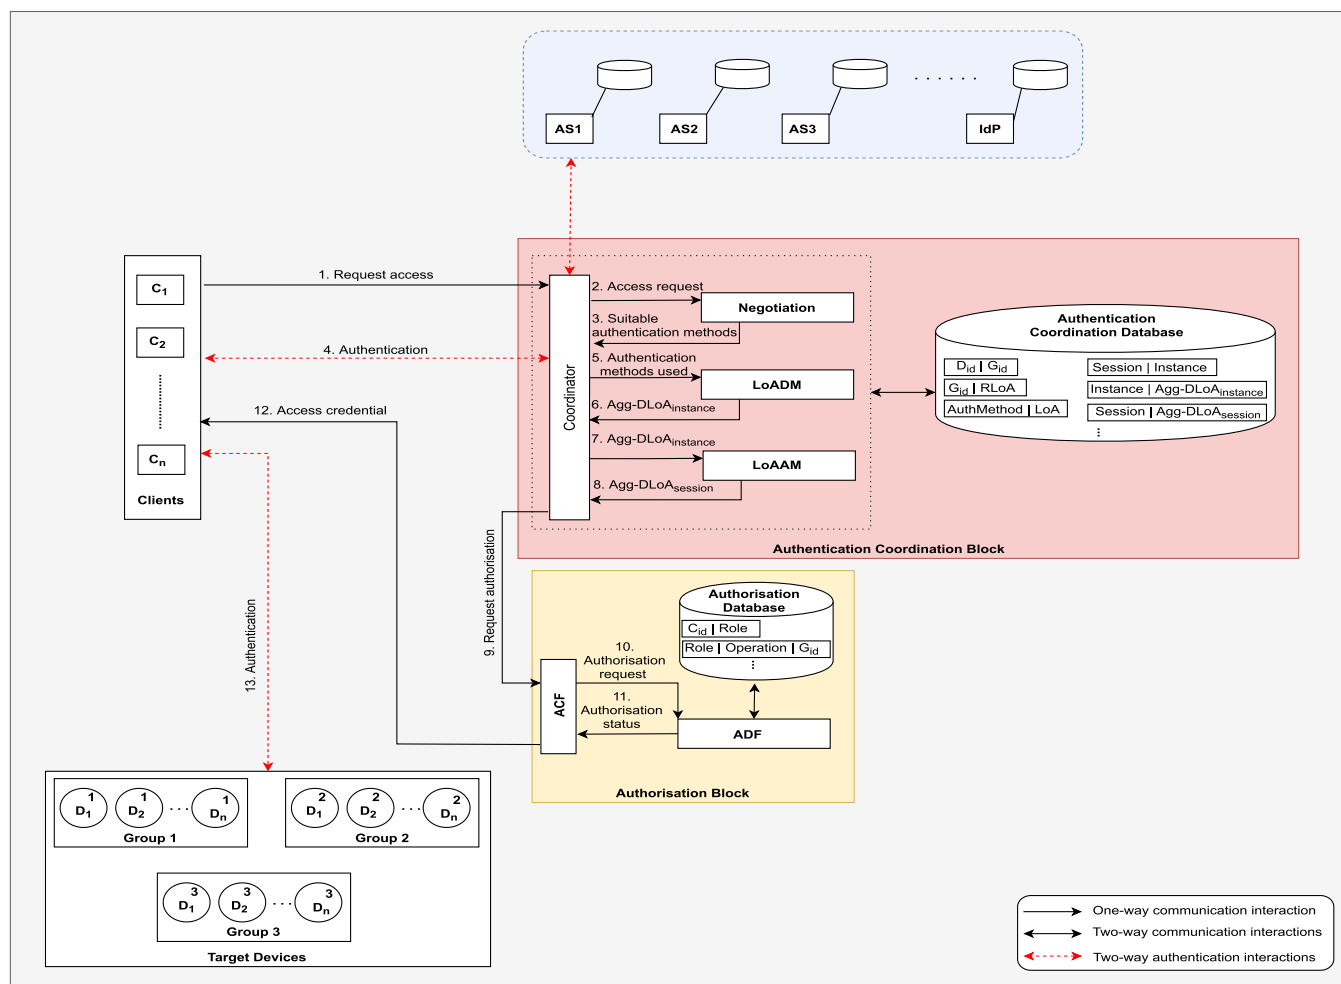 AS1
AS2
AS3
. . . . . .
IdP
Clients
C1
C2
Cn
1. Request access
4. Authentication
12. Access credential
13. Authentication
Coordinator
2. Access request
Negotiation
3. Suitable
authentication methods
5. Authentication
methods used
LoADM
6. Agg-DLoAinstance
7. Agg-DLoAinstance
LoAAM
8. Agg-DLoAsession
Authentication
Coordination Database
Did | Gid
Gid | RLoA
AuthMethod | LoA
Session | Instance
Instance | Agg-DLoAinstance
Session | Agg-DLoAsession
⋮
Authentication Coordination Block
9. Request authorisation
Authorisation
Database
Cid | Role
Role | Operation | Gid
⋮
10.
Authorisation
request
11.
Authorisation
status
ACF
ADF
Authorisation Block
D1 1 D2 1 . . . Dn 1
Group 1
D1 2 D2 2 . . . Dn 2
Group 2
D1 3 D2 3 . . . Dn 3
Group 3
Target Devices
One-way communication interaction
Two-way communication interactions
Two-way authentication interactions